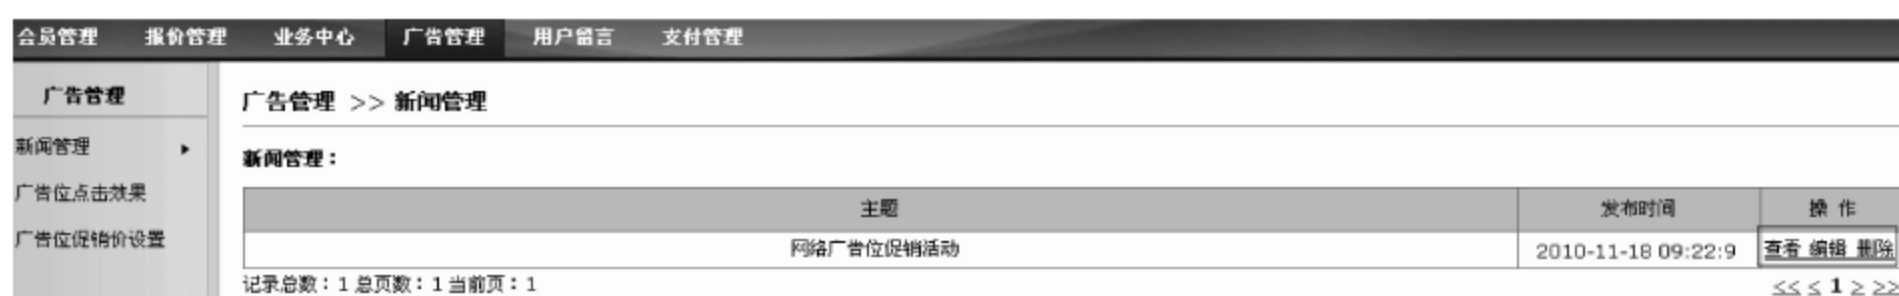 会员管理 报价管理 业务中心 广告管理 用户留言 支付管理
广告管理
新闻管理 ▸
广告位点击效果
广告位促销价设置
广告管理 >> 新闻管理
新闻管理：
主题 发布时间 操 作
网络广告位促销活动 2010-11-18 09:22:9 查看 编辑 删除
记录总数：1 总页数：1 当前页：1 << < 1 > >>